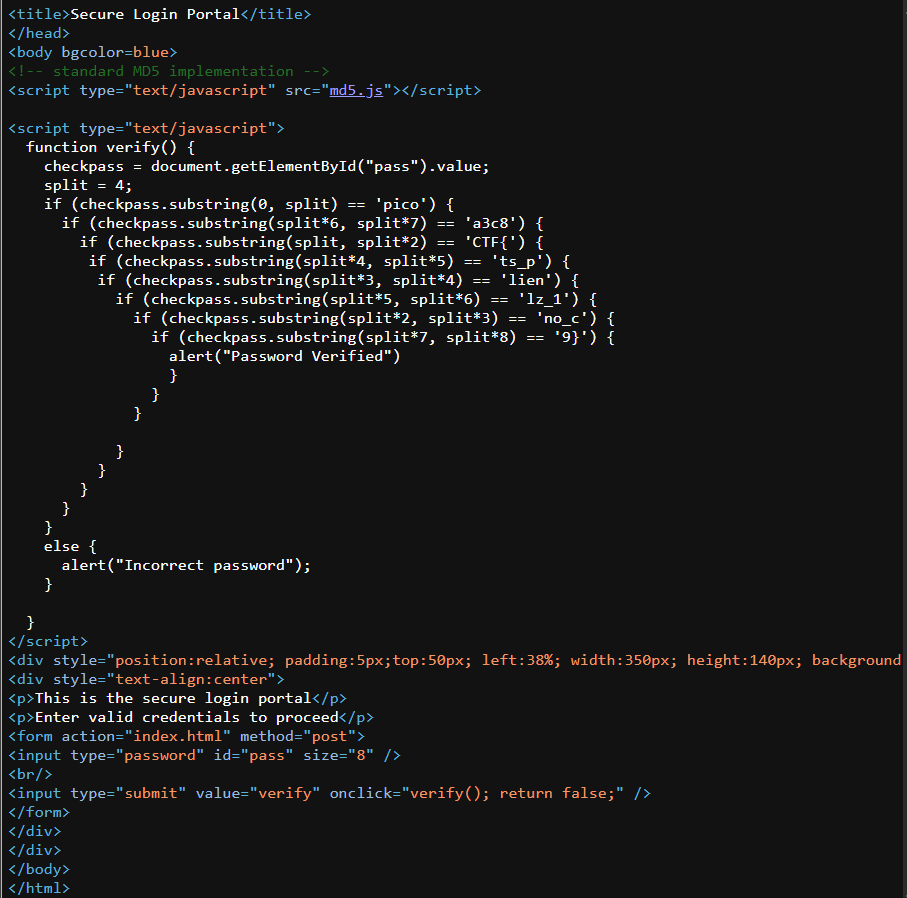 <title>Secure Login Portal</title>
</head>
<body bgcolor=blue>
<!-- standard MD5 implementation -->
<script type="text/javascript" src="md5.js"></script>

<script type="text/javascript">
  function verify() {
    checkpass = document.getElementById("pass").value;
    split = 4;
    if (checkpass.substring(0, split) == 'pico') {
      if (checkpass.substring(split*6, split*7) == 'a3c8') {
        if (checkpass.substring(split, split*2) == 'CTF{') {
         if (checkpass.substring(split*4, split*5) == 'ts_p') {
          if (checkpass.substring(split*3, split*4) == 'lien') {
            if (checkpass.substring(split*5, split*6) == 'lz_1') {
              if (checkpass.substring(split*2, split*3) == 'no_c') {
                if (checkpass.substring(split*7, split*8) == '9}') {
                  alert("Password Verified")
                  }
                }
              }

            }
          }
        }
      }
    }
    else {
      alert("Incorrect password");
    }

  }
</script>
<div style="position:relative; padding:5px;top:50px; left:38%; width:350px; height:140px; background
<div style="text-align:center">
<p>This is the secure login portal</p>
<p>Enter valid credentials to proceed</p>
<form action="index.html" method="post">
<input type="password" id="pass" size="8" />
<br/>
<input type="submit" value="verify" onclick="verify(); return false;" />
</form>
</div>
</div>
</body>
</html>